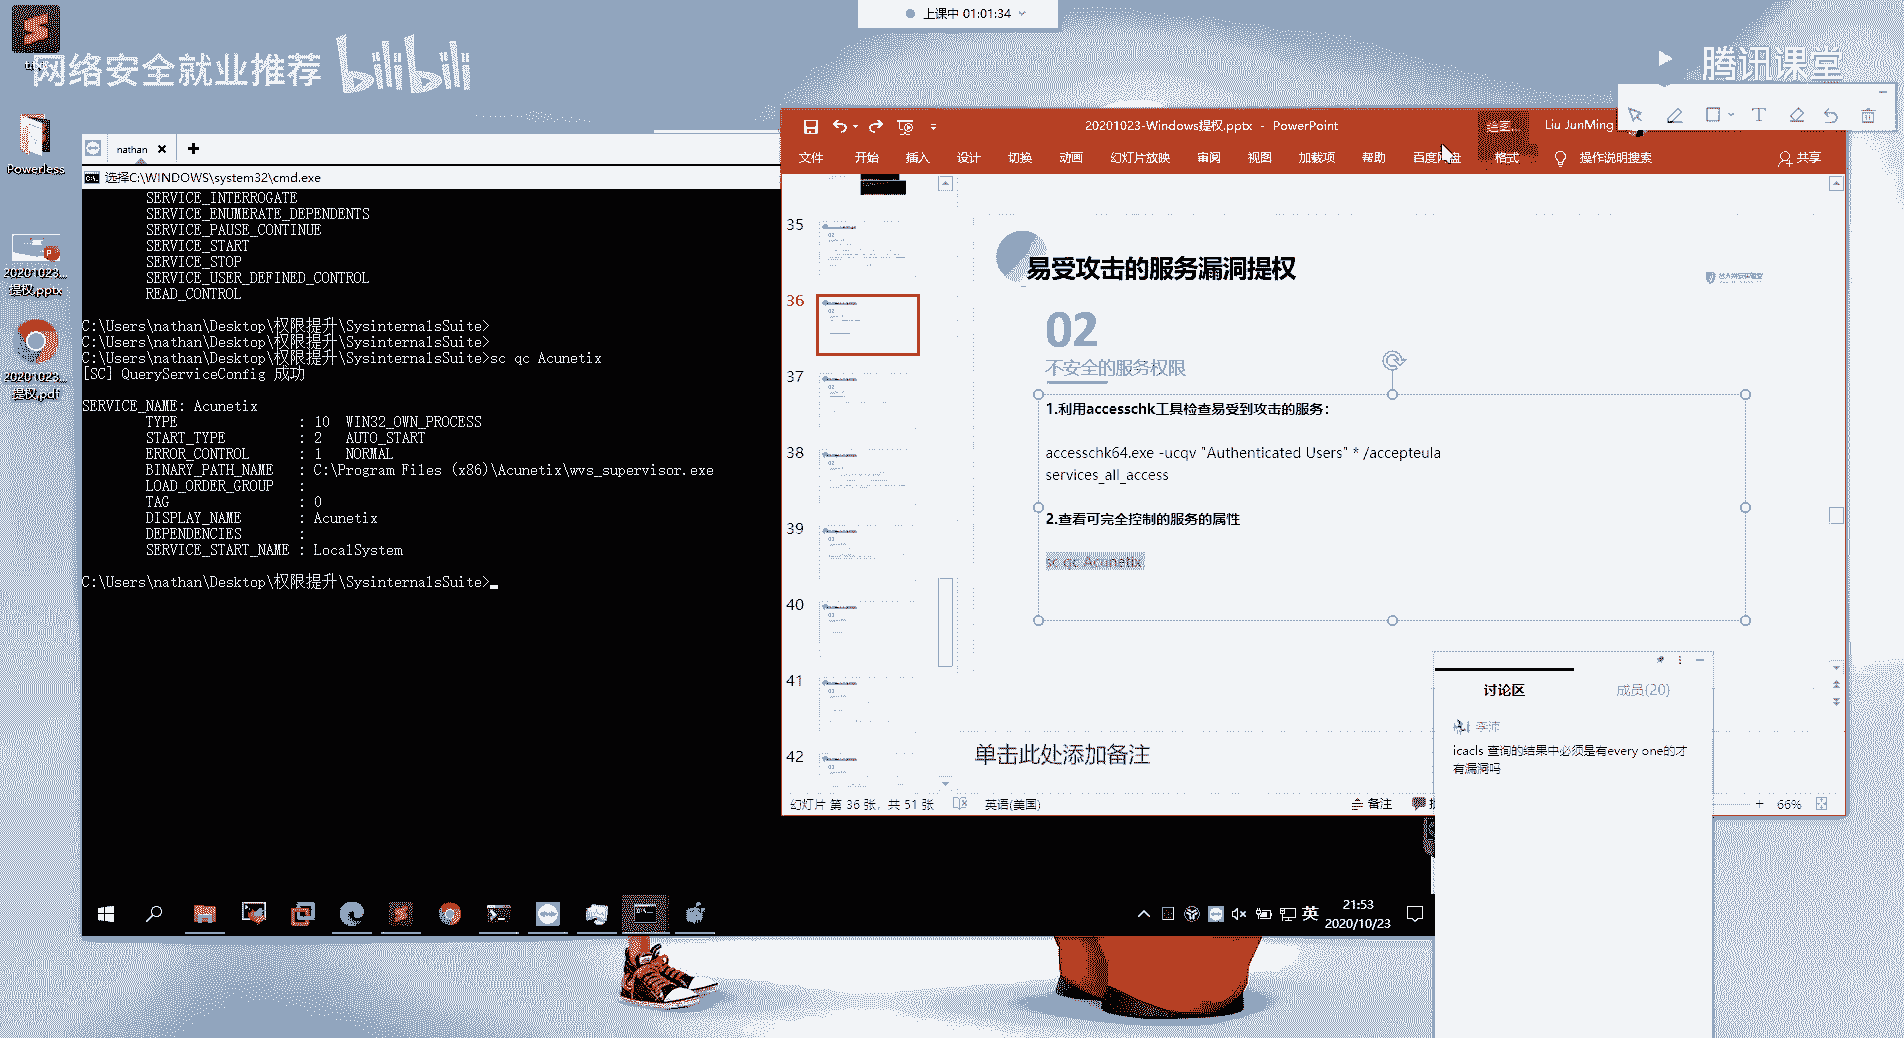 上课中 01:01:34
网络安全就业推荐 bilibili
腾讯课堂
Powerless
20201023...
提权.pptx
20201023...
提权.pdf
nathan
选择C:\WINDOWS\system32\cmd.exe
SERVICE_INTERROGATE
SERVICE_ENUMERATE_DEPENDENTS
SERVICE_PAUSE_CONTINUE
SERVICE_START
SERVICE_STOP
SERVICE_USER_DEFINED_CONTROL
READ_CONTROL
C:\Users\nathan\Desktop\权限提升\SysinternalsSuite>
C:\Users\nathan\Desktop\权限提升\SysinternalsSuite>
C:\Users\nathan\Desktop\权限提升\SysinternalsSuite>sc qc Acunetix
[SC] QueryServiceConfig 成功
SERVICE_NAME: Acunetix
TYPE : 10 WIN32_OWN_PROCESS
START_TYPE : 2 AUTO_START
ERROR_CONTROL : 1 NORMAL
BINARY_PATH_NAME : C:\Program Files (x86)\Acunetix\wvs_supervisor.exe
LOAD_ORDER_GROUP :
TAG : 0
DISPLAY_NAME : Acunetix
DEPENDENCIES :
SERVICE_START_NAME : LocalSystem
C:\Users\nathan\Desktop\权限提升\SysinternalsSuite>
20201023-Windows提权.pptx - PowerPoint
Liu JunMing
文件 开始 插入 设计 切换 动画 幻灯片放映 审阅 视图 加载项 帮助 百度网盘 格式 操作说明搜索 共享
35
36
37
38
39
40
41
42
易受攻击的服务漏洞提权
02
不安全的服务权限
1.利用accesschk工具检查易受到攻击的服务：
accesschk64.exe -ucqv "Authenticated Users" * /accepteula
services_all_access
2.查看可完全控制的服务的属性
sc qc Acunetix
单击此处添加备注
幻灯片 第 36 张，共 51 张 英语(美国) 备注 66%
讨论区 成员(20)
icacls 查询的结果中必须是有every one的才
有漏洞吗
英
21:53
2020/10/23